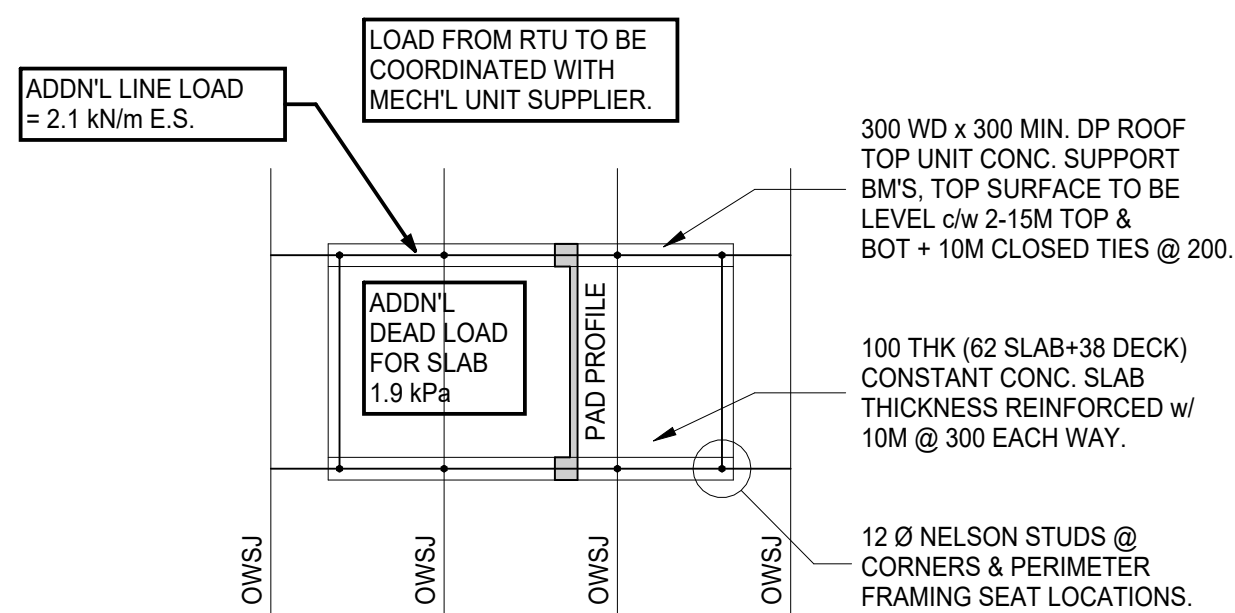 LOAD FROM RTU TO BE
COORDINATED WITH
MECH'L UNIT SUPPLIER.
ADDN'L LINE LOAD
= 2.1 kN/m E.S.
300 WD x 300 MIN. DP ROOF
TOP UNIT CONC. SUPPORT
BM'S, TOP SURFACE TO BE
LEVEL c/w 2-15M TOP &
BOT + 10M CLOSED TIES @ 200.
ADDN'L
DEAD LOAD
FOR SLAB
1.9 kPa
PAD PROFILE
100 THK (62 SLAB+38 DECK)
CONSTANT CONC. SLAB
THICKNESS REINFORCED w/
10M @ 300 EACH WAY.
12 Ø NELSON STUDS @
CORNERS & PERIMETER
FRAMING SEAT LOCATIONS.
OWSJ
OWSJ
OWSJ
OWSJ